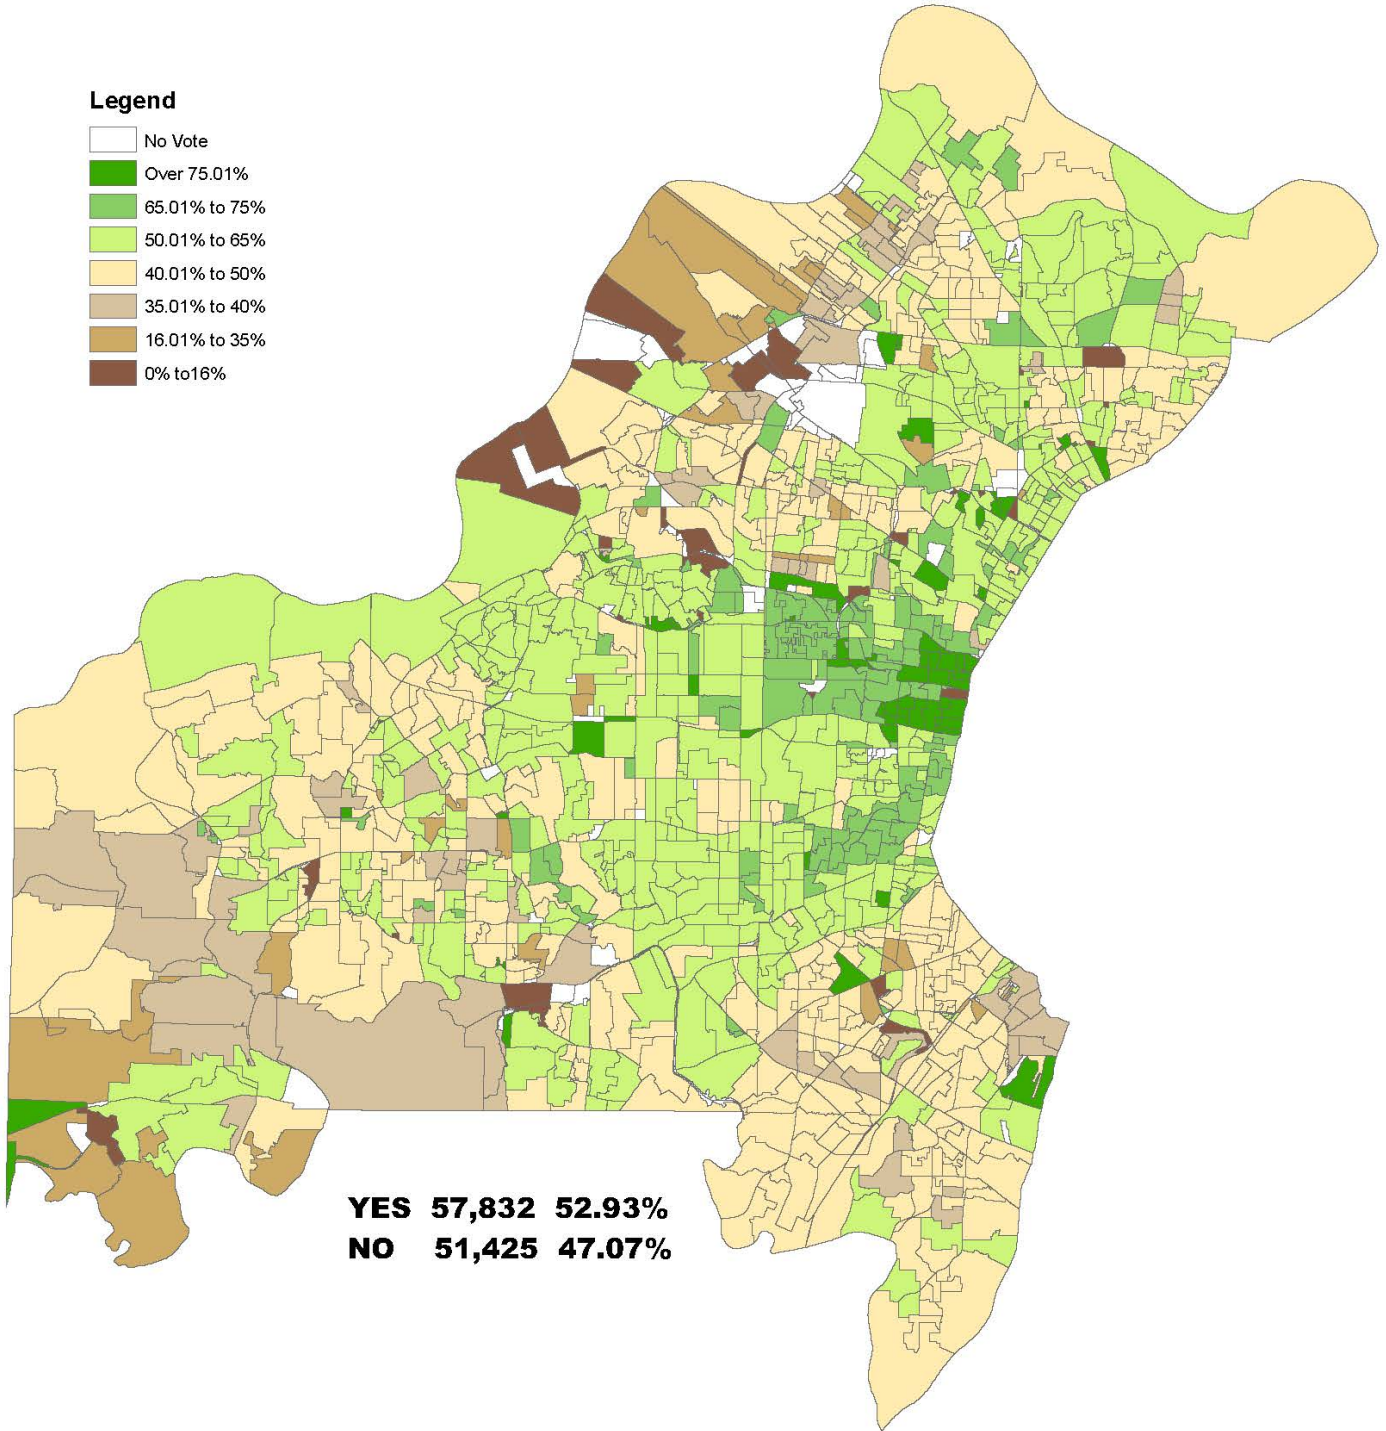 Legend
No Vote
Over 75.01%
65.01% to 75%
50.01% to 65%
40.01% to 50%
35.01% to 40%
16.01% to 35%
0% to16%
YES 57,832 52.93%
NO 51,425 47.07%